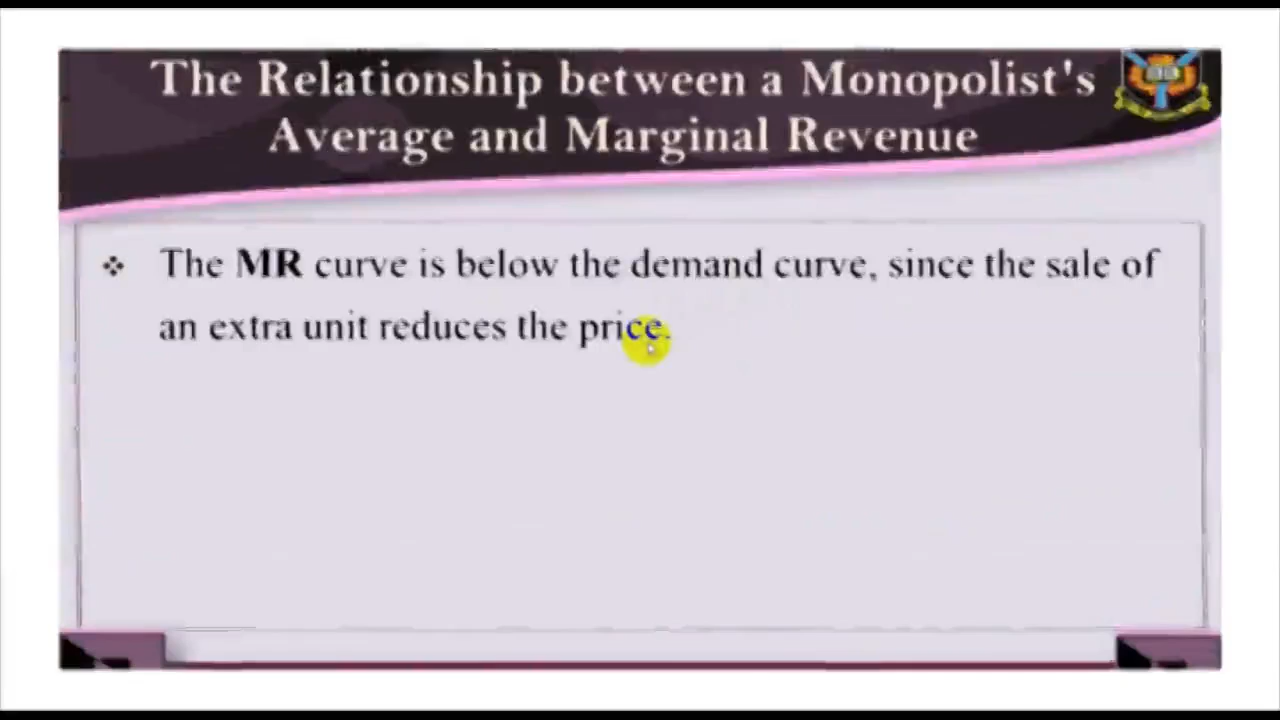 The Relationship between a Monopolist's
Average and Marginal Revenue
❖ The MR curve is below the demand curve, since the sale of
an extra unit reduces the price.